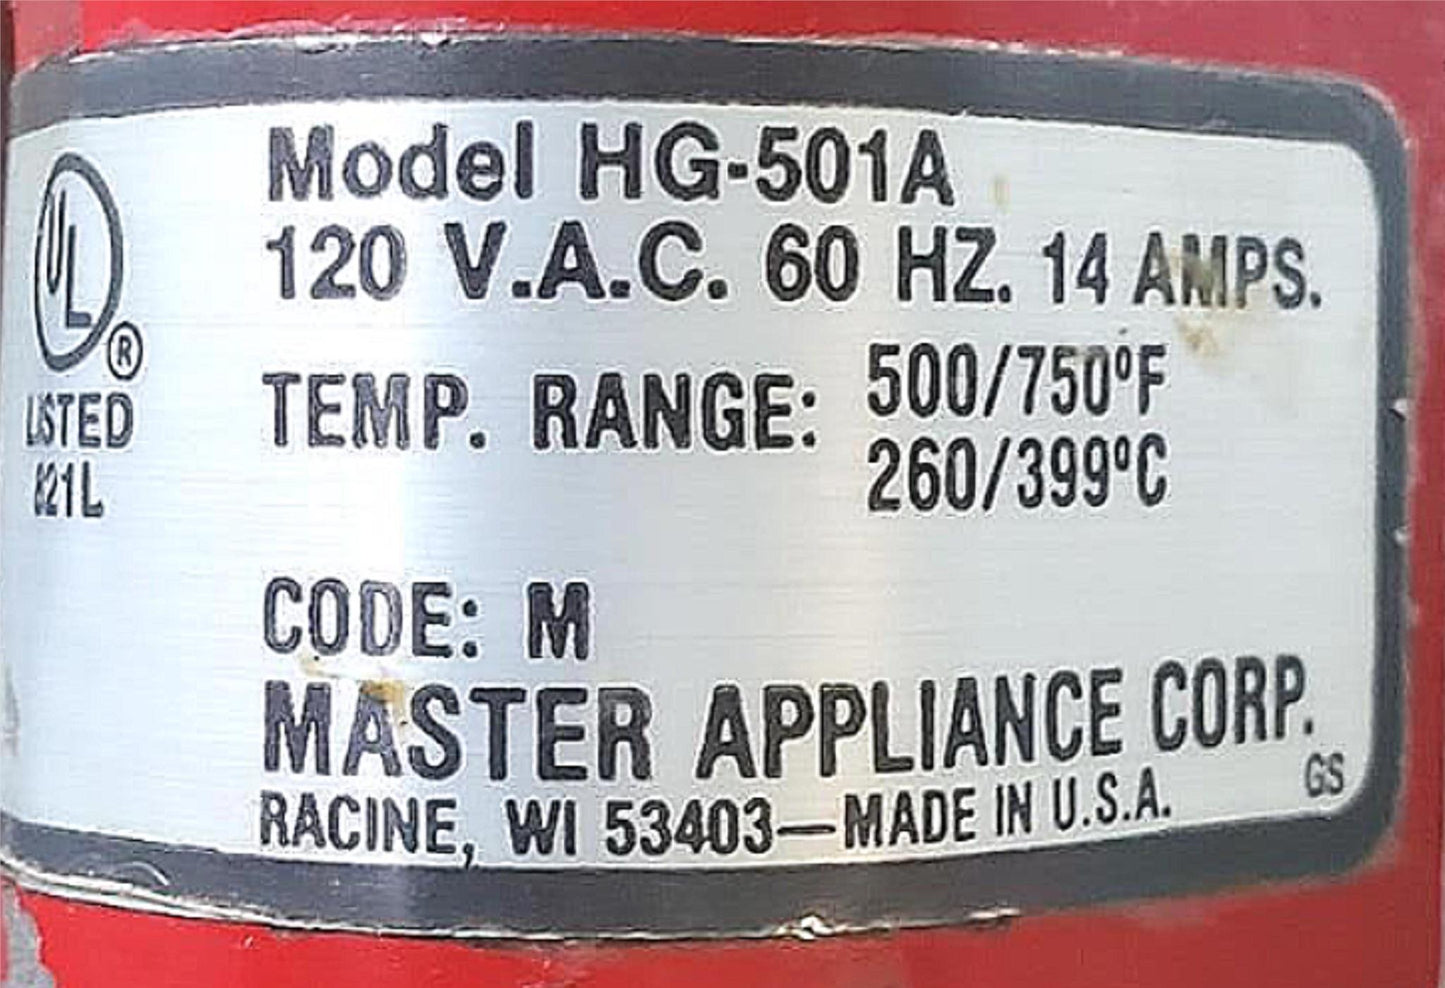 Model HG-501A
120 V.A.C. 60 HZ. 14 AMPS.
UL
®
LISTED
821L
TEMP. RANGE: 500/750°F
260/399°C
CODE: M
MASTER APPLIANCE CORP.
GS
RACINE, WI 53403—MADE IN U.S.A.